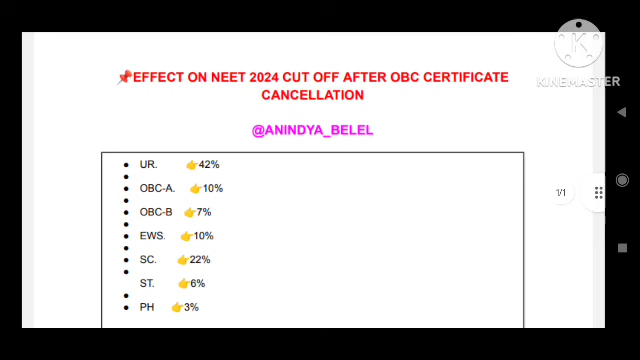 📌EFFECT ON NEET 2024 CUT OFF AFTER OBC CERTIFICATE
CANCELLATION
@ANINDYA_BELEL
• UR. 👉42%
•
• OBC-A. 👉10%
•
• OBC-B 👉7%
•
• EWS. 👉10%
•
• SC. 👉22%
•
ST. 👉6%
•
• PH 👉3%
1/1
K
KINEMASTER